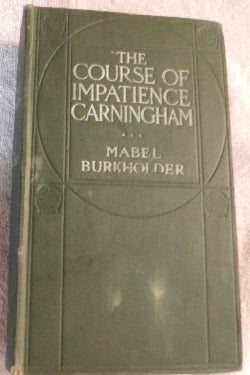 THE
COURSE OF
IMPATIENCE
CARNINGHAM
MABEL
BURKHOLDER